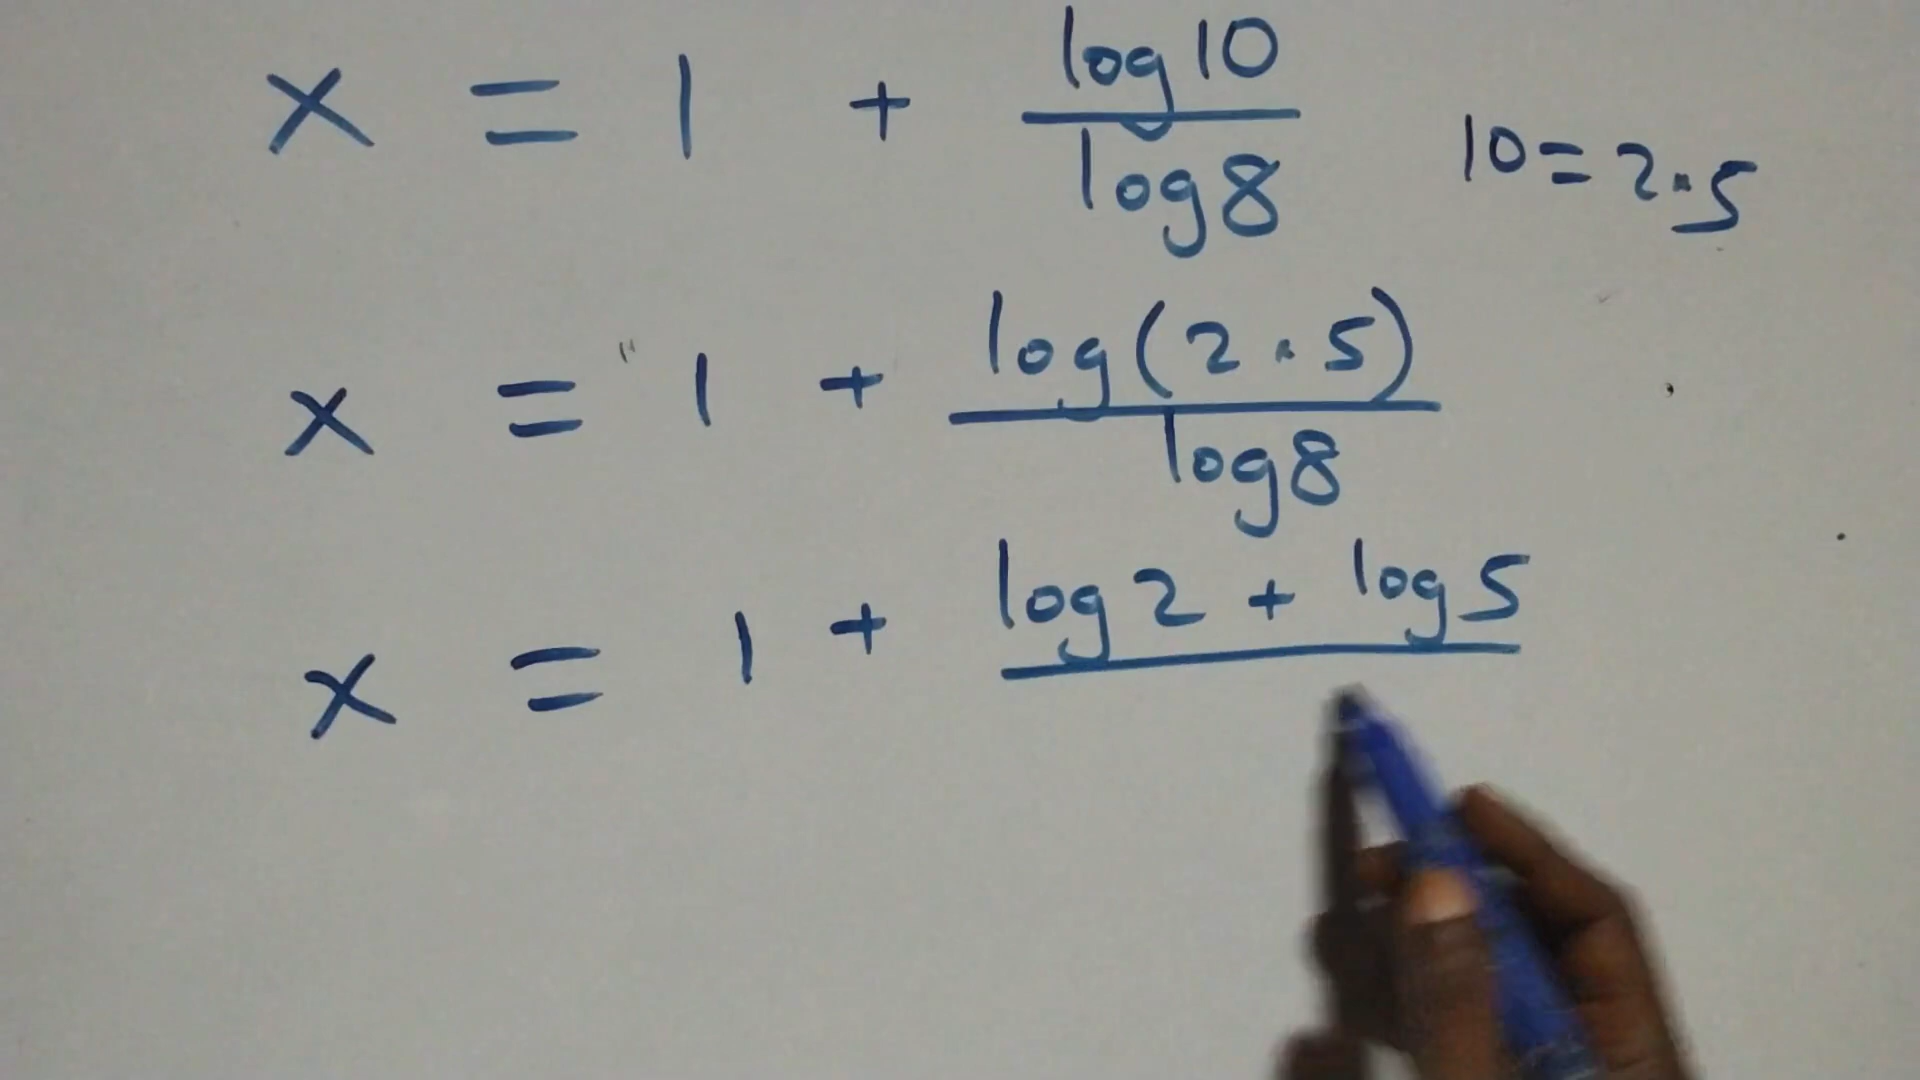 x = 1 + log10/log8
10 = 2·5
x = 1 + log(2·5)/log8
x = 1 + log2 + log5